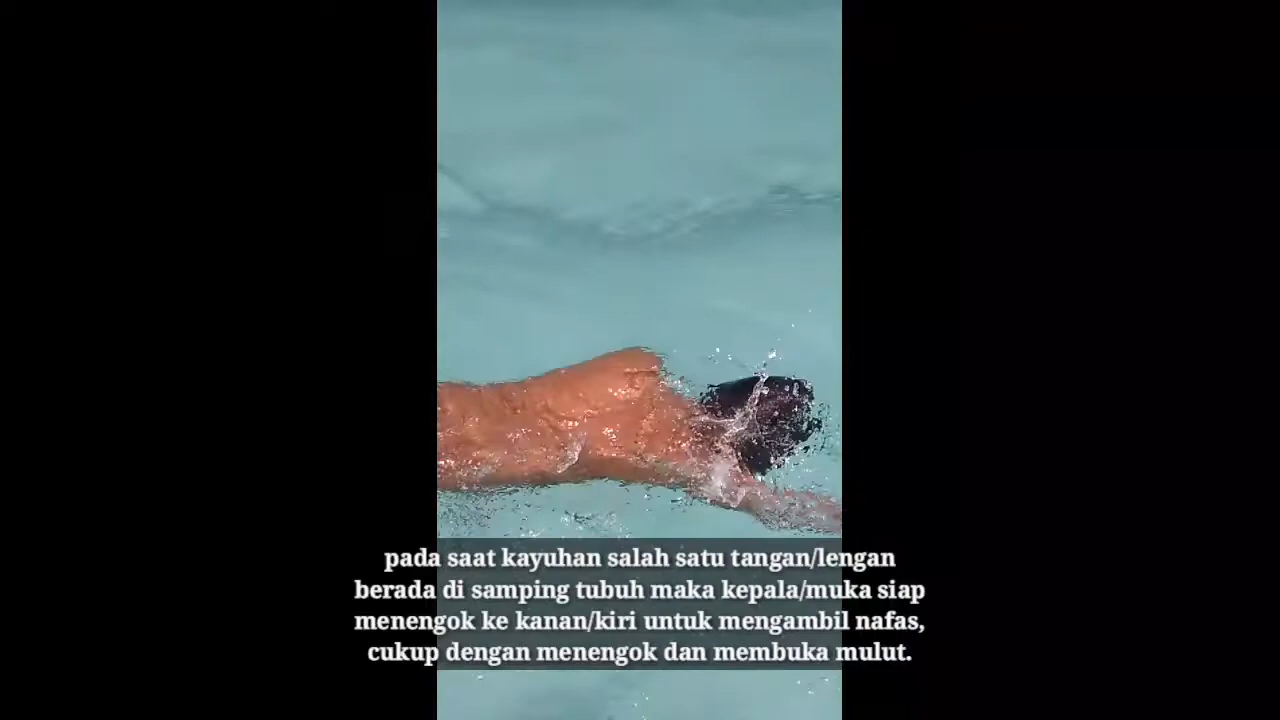 pada saat kayuhan salah satu tangan/lengan
berada di samping tubuh maka kepala/muka siap
menengok ke kanan/kiri untuk mengambil nafas,
cukup dengan menengok dan membuka mulut.